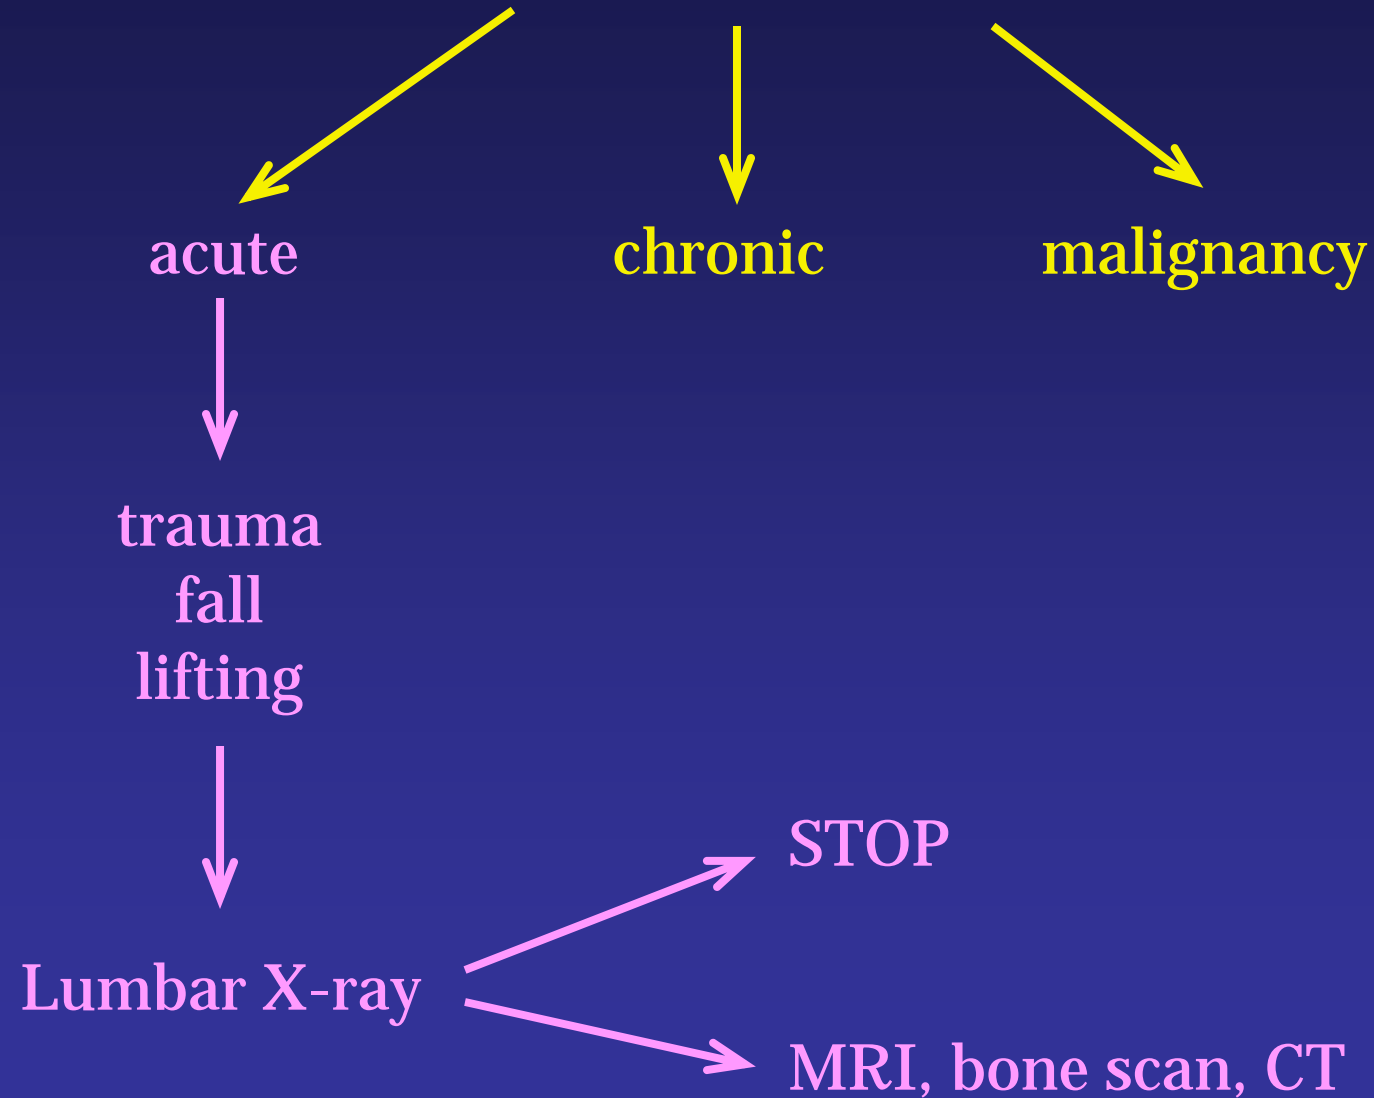 acute
chronic
malignancy
trauma
fall
lifting
STOP
Lumbar X-ray
MRI, bone scan, CT